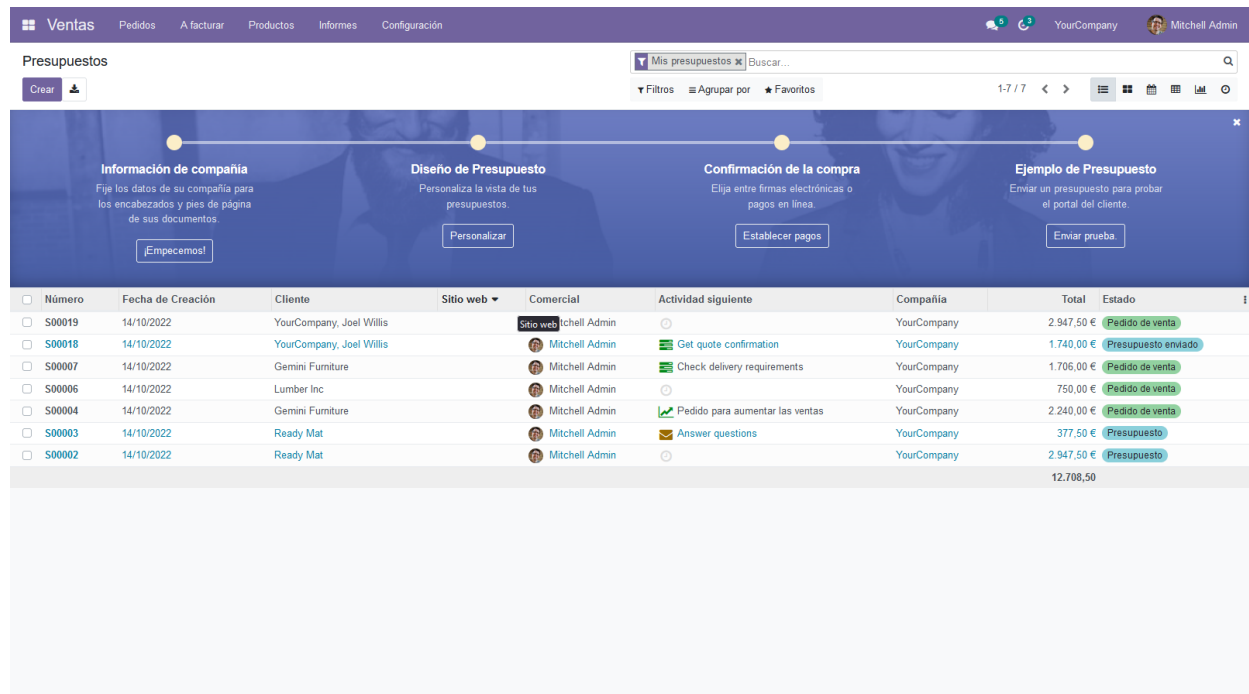 Ventas Pedidos A facturar Productos Informes Configuración 5 3 YourCompany Mitchell Admin
Presupuestos
Mis presupuestos Buscar...
Crear
Filtros Agrupar por Favoritos 1-7 / 7
Información de compañía
Fije los datos de su compañía para
los encabezados y pies de página
de sus documentos.
¡Empecemos!
Diseño de Presupuesto
Personaliza la vista de tus
presupuestos.
Personalizar
Confirmación de la compra
Elija entre firmas electrónicas o
pagos en línea.
Establecer pagos
Ejemplo de Presupuesto
Enviar un presupuesto para probar
el portal del cliente.
Enviar prueba.
Número Fecha de Creación Cliente Sitio web Comercial Actividad siguiente Compañía Total Estado
S00019 14/10/2022 YourCompany, Joel Willis Sitio web tchell Admin YourCompany 2.947,50 € Pedido de venta
S00018 14/10/2022 YourCompany, Joel Willis Mitchell Admin Get quote confirmation YourCompany 1.740,00 € Presupuesto enviado
S00007 14/10/2022 Gemini Furniture Mitchell Admin Check delivery requirements YourCompany 1.706,00 € Pedido de venta
S00006 14/10/2022 Lumber Inc Mitchell Admin YourCompany 750,00 € Pedido de venta
S00004 14/10/2022 Gemini Furniture Mitchell Admin Pedido para aumentar las ventas YourCompany 2.240,00 € Pedido de venta
S00003 14/10/2022 Ready Mat Mitchell Admin Answer questions YourCompany 377,50 € Presupuesto
S00002 14/10/2022 Ready Mat Mitchell Admin YourCompany 2.947,50 € Presupuesto
12.708,50